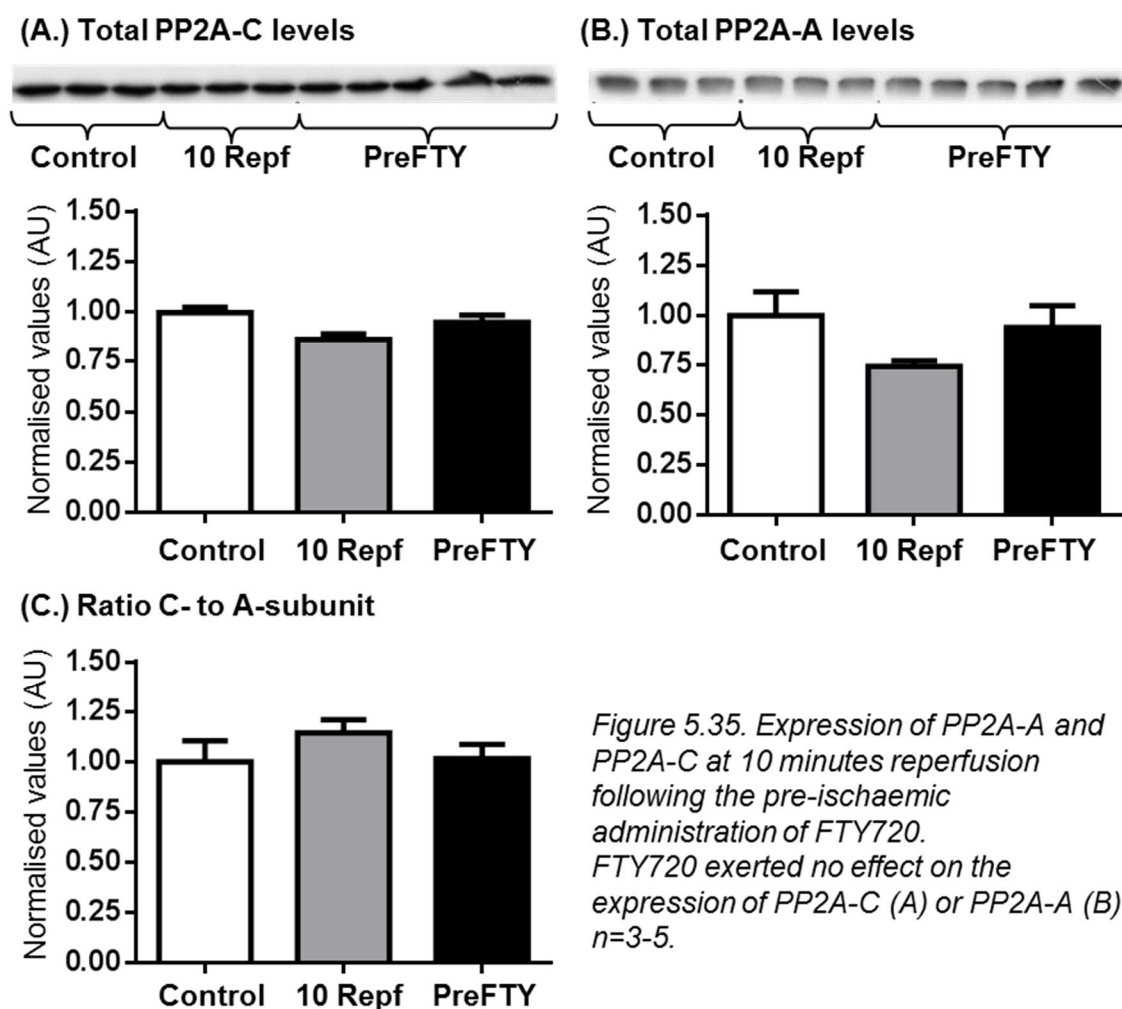 (A.) Total PP2A-C levels
Control
10 Repf
PreFTY
Normalised values (AU)
1.50
1.25
1.00
0.75
0.50
0.25
0.00
Control
10 Repf
PreFTY
(B.) Total PP2A-A levels
Control
10 Repf
PreFTY
Normalised values (AU)
1.50
1.25
1.00
0.75
0.50
0.25
0.00
Control
10 Repf
PreFTY
(C.) Ratio C- to A-subunit
Normalised values (AU)
1.50
1.25
1.00
0.75
0.50
0.25
0.00
Control
10 Repf
PreFTY
Figure 5.35. Expression of PP2A-A and
PP2A-C at 10 minutes reperfusion
following the pre-ischaemic
administration of FTY720.
FTY720 exerted no effect on the
expression of PP2A-C (A) or PP2A-A (B)
n=3-5.